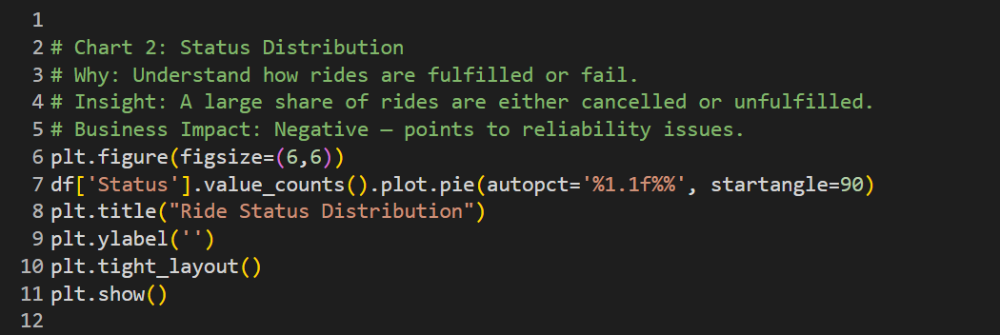 1
2 # Chart 2: Status Distribution
3 # Why: Understand how rides are fulfilled or fail.
4 # Insight: A large share of rides are either cancelled or unfulfilled.
5 # Business Impact: Negative — points to reliability issues.
6 plt.figure(figsize=(6,6))
7 df['Status'].value_counts().plot.pie(autopct='%1.1f%%', startangle=90)
8 plt.title("Ride Status Distribution")
9 plt.ylabel('')
10 plt.tight_layout()
11 plt.show()
12